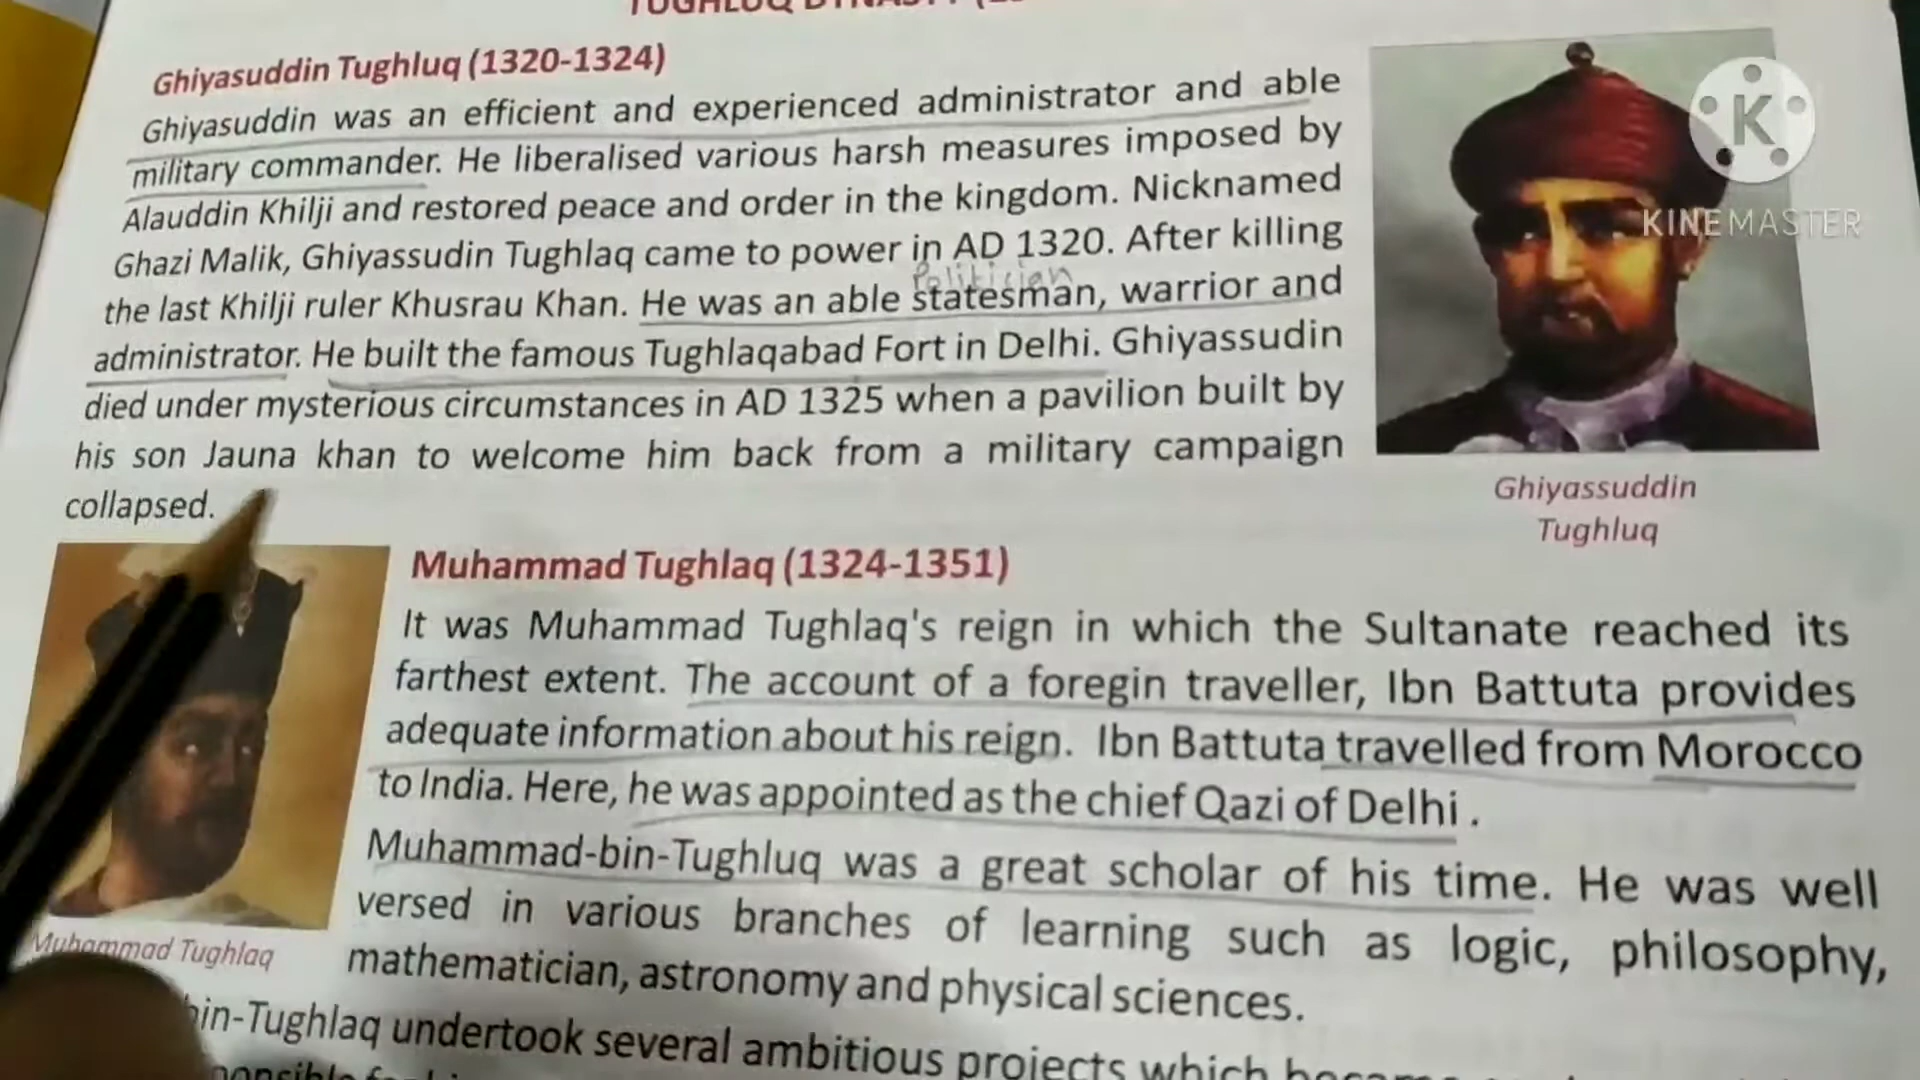 TUGHLUQ DYNASTY
Ghiyasuddin Tughluq (1320-1324)
Ghiyasuddin was an efficient and experienced administrator and able
military commander. He liberalised various harsh measures imposed by
Alauddin Khilji and restored peace and order in the kingdom. Nicknamed
Ghazi Malik, Ghiyassudin Tughlaq came to power in AD 1320. After killing
Politician
the last Khilji ruler Khusrau Khan. He was an able statesman, warrior and
administrator. He built the famous Tughlaqabad Fort in Delhi. Ghiyassudin
died under mysterious circumstances in AD 1325 when a pavilion built by
his son Jauna khan to welcome him back from a military campaign
collapsed.
K
KINEMASTER
Ghiyassuddin
Tughluq
Muhammad Tughlaq (1324-1351)
It was Muhammad Tughlaq's reign in which the Sultanate reached its
farthest extent. The account of a foregin traveller, Ibn Battuta provides
adequate information about his reign. Ibn Battuta travelled from Morocco
to India. Here, he was appointed as the chief Qazi of Delhi .
Muhammad-bin-Tughluq was a great scholar of his time. He was well
versed in various branches of learning such as logic, philosophy,
mathematician, astronomy and physical sciences.
Muhammad Tughlaq
bin-Tughlaq undertook several ambitious projects which